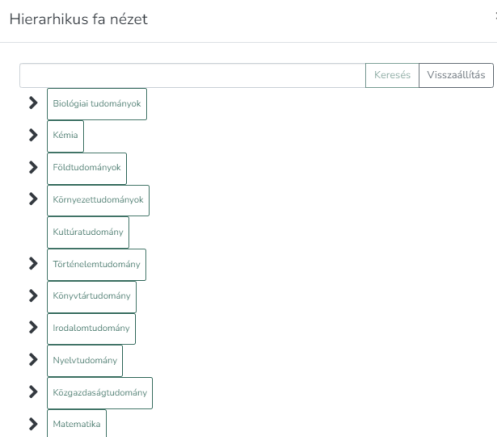 Hierarhikus fa nézet
Keresés Visszaállítás
Biológiai tudományok
Kémia
Földtudományok
Környezettudományok
Kultúratudomány
Történelemtudomány
Könyvtártudomány
Irodalomtudomány
Nyelvtudomány
Közgazdaságtudomány
Matematika